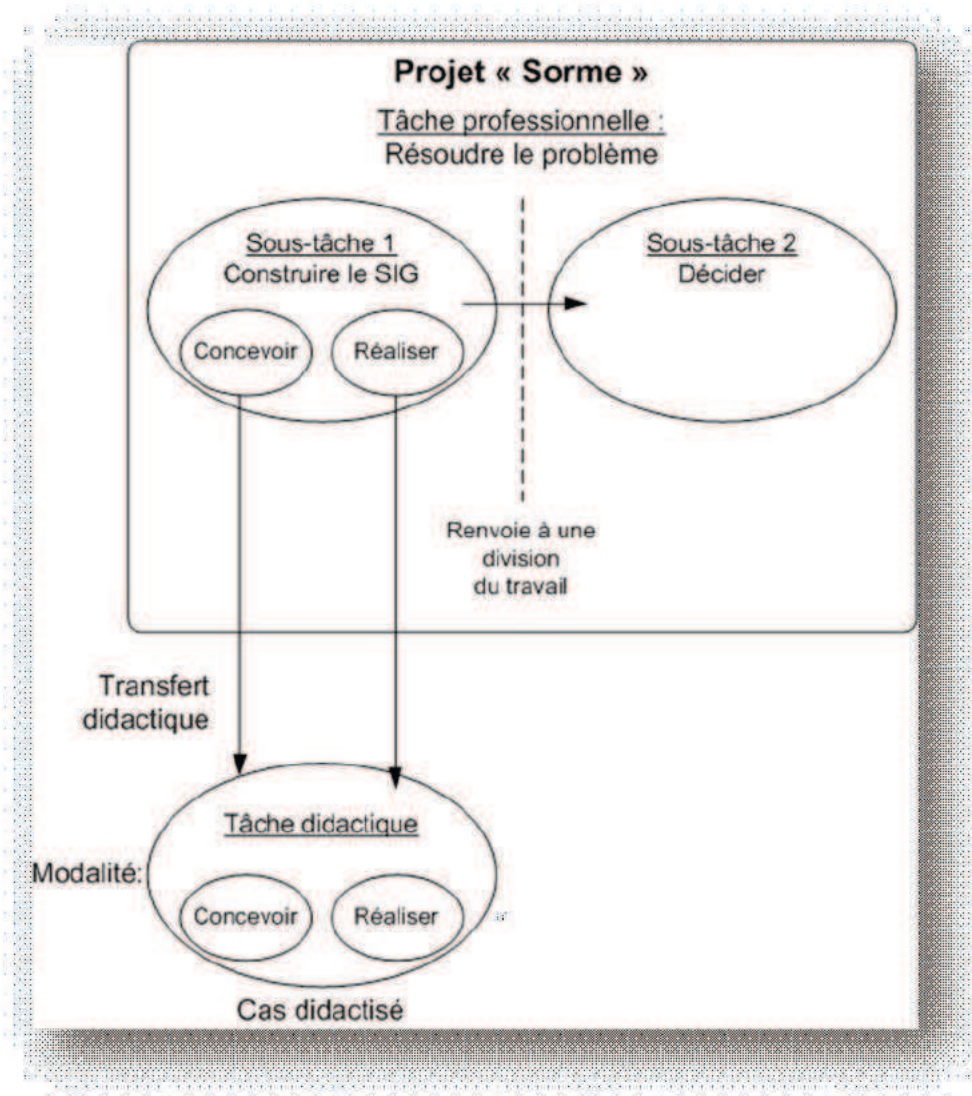 Projet « Sorme »
Tâche professionnelle :
Résoudre le problème
Sous-tâche 1
Construire le SIG
Concevoir
Réaliser
Sous-tâche 2
Décider
Renvoie à une
division
du travail
Transfert
didactique
Tâche didactique
Modalité:
Concevoir
Réaliser
Cas didactisé